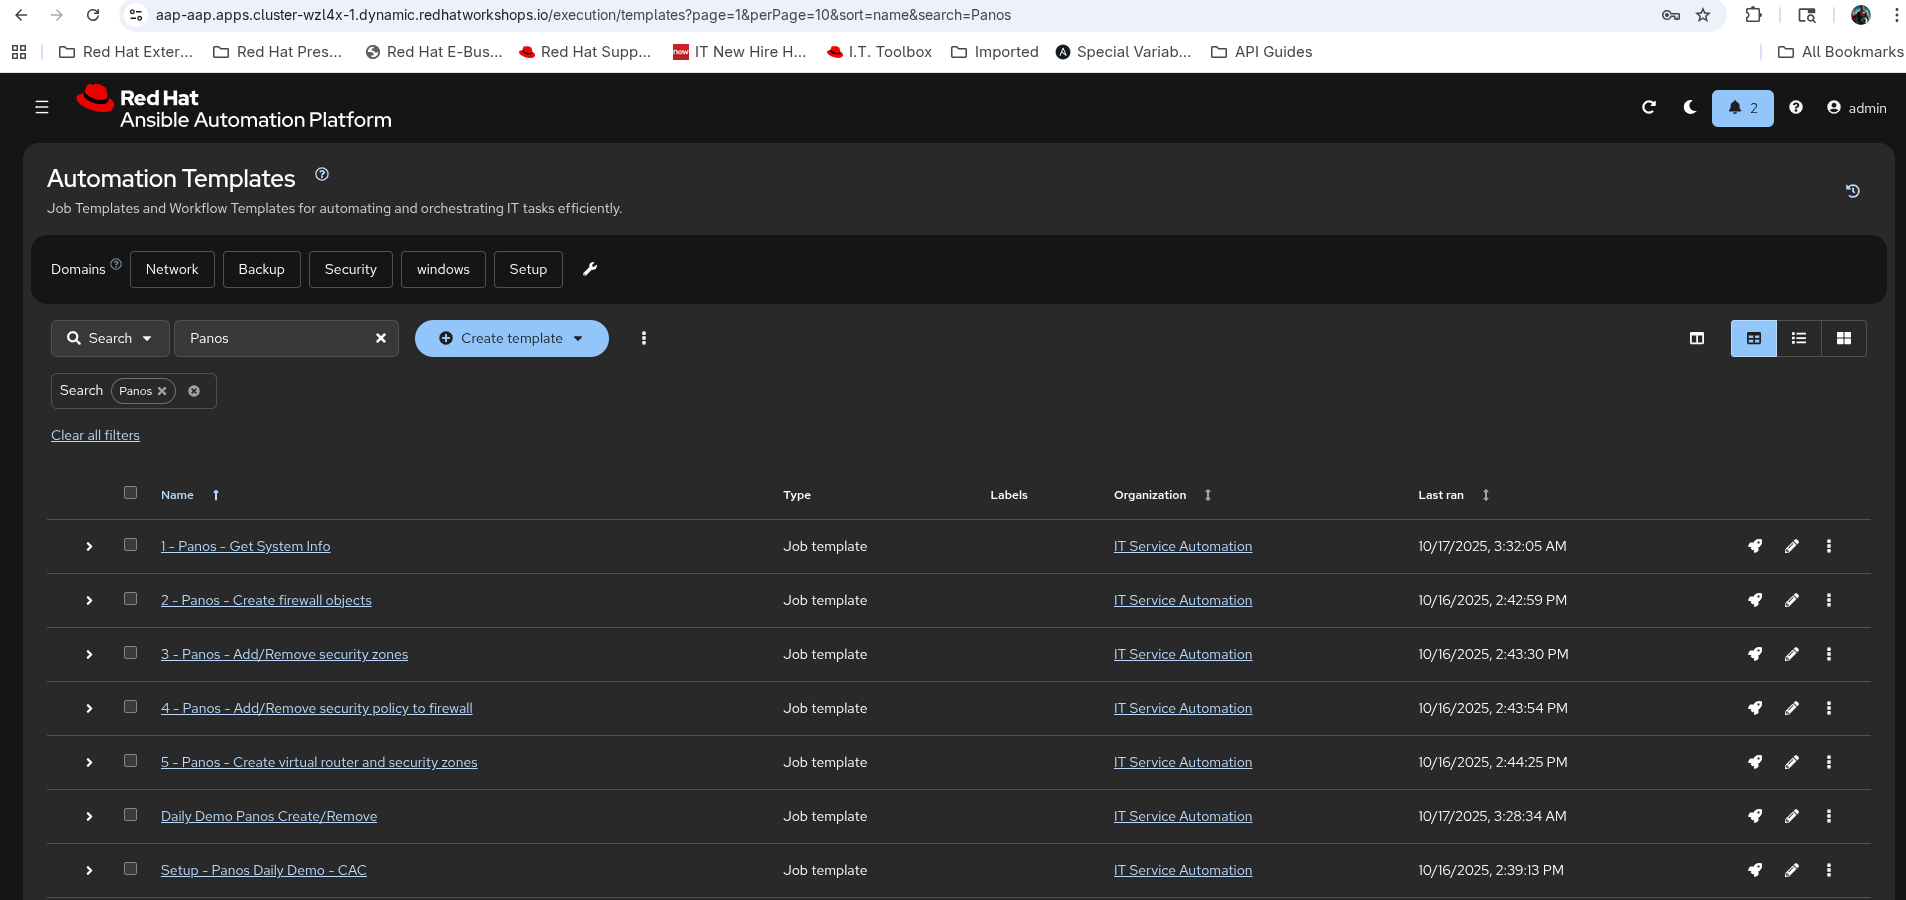 aap-aap.apps.cluster-wzl4x-1.dynamic.redhatworkshops.io/execution/templates?page=1&perPage=10&sort=name&search=Panos
Red Hat Exter... Red Hat Pres... Red Hat E-Bus... Red Hat Supp... now IT New Hire H... I.T. Toolbox Imported A Special Variab... API Guides All Bookmarks
Red Hat
Ansible Automation Platform
2 admin
Automation Templates
Job Templates and Workflow Templates for automating and orchestrating IT tasks efficiently.
Domains Network Backup Security windows Setup
Search Panos Create template
Search Panos
Clear all filters
Name Type Labels Organization Last ran
1 - Panos - Get System Info Job template IT Service Automation 10/17/2025, 3:32:05 AM
2 - Panos - Create firewall objects Job template IT Service Automation 10/16/2025, 2:42:59 PM
3 - Panos - Add/Remove security zones Job template IT Service Automation 10/16/2025, 2:43:30 PM
4 - Panos - Add/Remove security policy to firewall Job template IT Service Automation 10/16/2025, 2:43:54 PM
5 - Panos - Create virtual router and security zones Job template IT Service Automation 10/16/2025, 2:44:25 PM
Daily Demo Panos Create/Remove Job template IT Service Automation 10/17/2025, 3:28:34 AM
Setup - Panos Daily Demo - CAC Job template IT Service Automation 10/16/2025, 2:39:13 PM